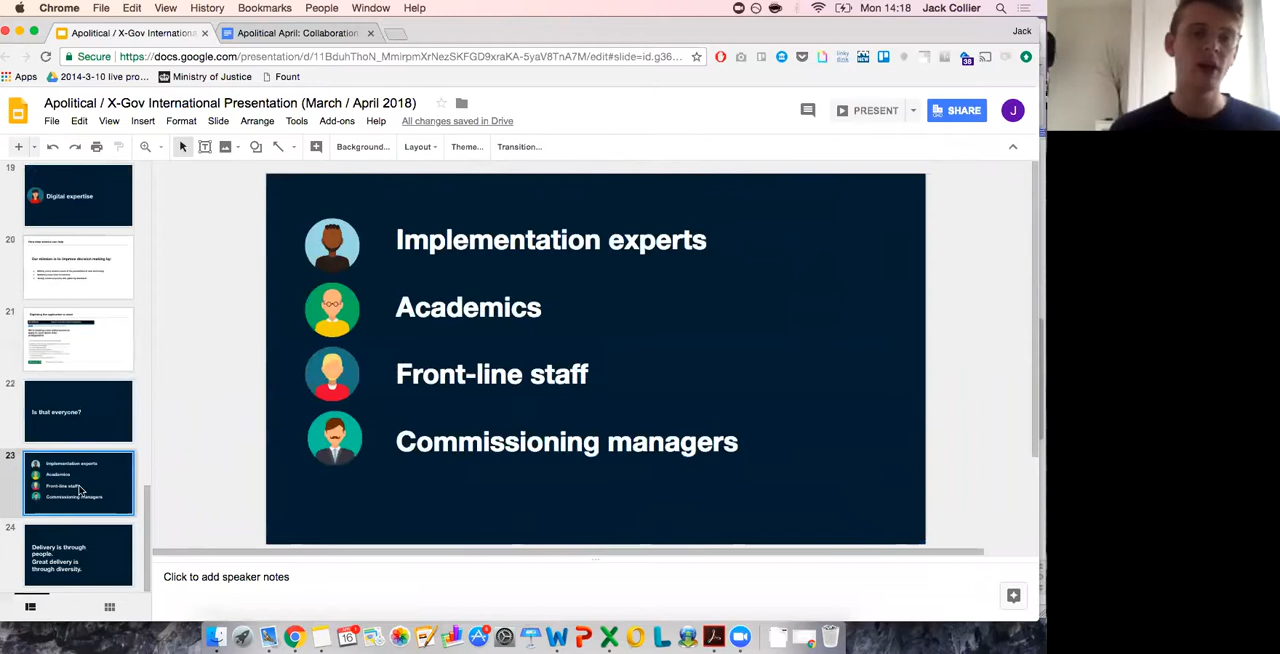 Chrome File Edit View History Bookmarks People Window Help Mon 14:18 Jack Collier
Apolitical / X-Gov Internationa
Apolitical April: Collaboration
Jack
Secure https://docs.google.com/presentation/d/11BduhThoN_MmirpmXrNezSKFGD9xraKA-5yaV8TnA7M/edit#slide=id.g36...
Apps 2014-3-10 live pro... Ministry of Justice Fount
Apolitical / X-Gov International Presentation (March / April 2018)
File Edit View Insert Format Slide Arrange Tools Add-ons Help All changes saved in Drive
PRESENT
SHARE
J
Background... Layout Theme... Transition...
19
Digital expertise
20
Our mission is to improve decision making by:
21
22
Is that everyone?
23
Implementation experts
Academics
Front-line staff
Commissioning managers
24
Delivery is through
people.
Great delivery is
through diversity.
Implementation experts
Academics
Front-line staff
Commissioning managers
Click to add speaker notes